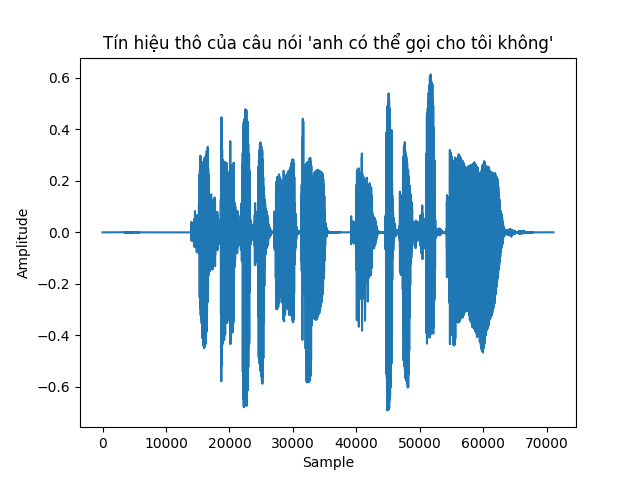 Tín hiệu thô của câu nói 'anh có thể gọi cho tôi không'
0.6
0.4
0.2
0.0
−0.2
−0.4
−0.6
Amplitude
0 10000 20000 30000 40000 50000 60000 70000
Sample